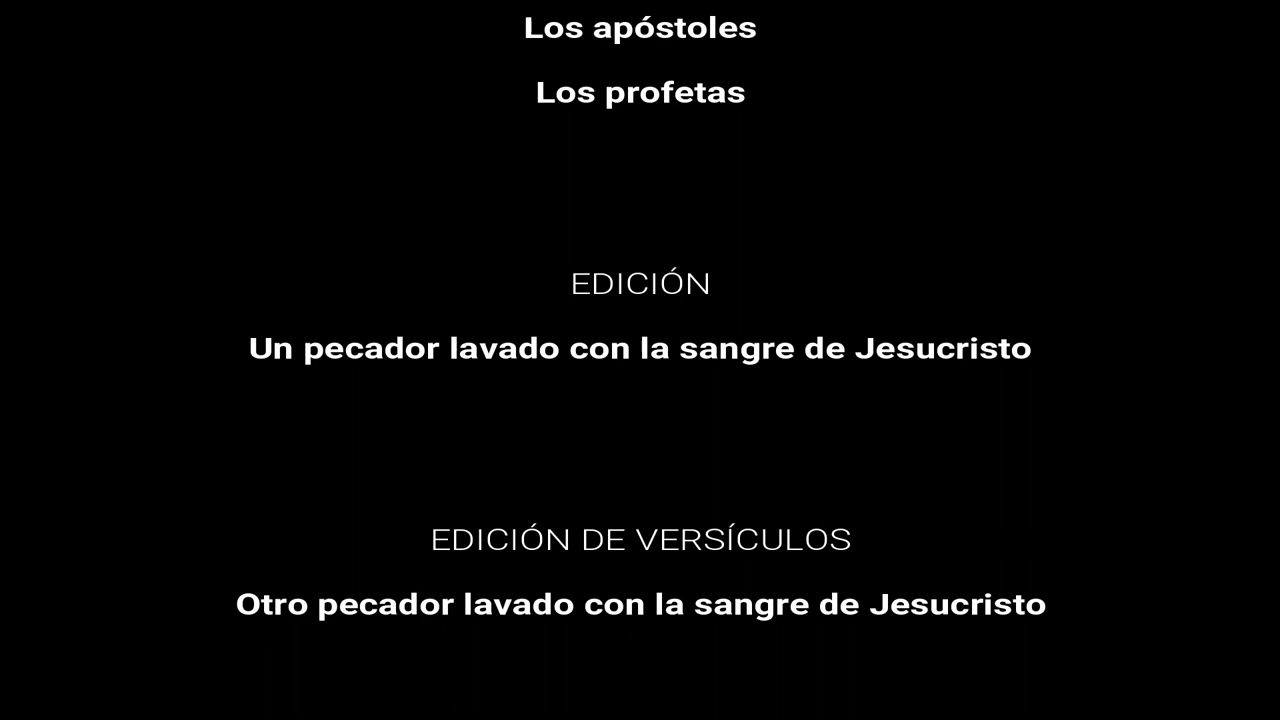 Los apóstoles
Los profetas
EDICIÓN
Un pecador lavado con la sangre de Jesucristo
EDICIÓN DE VERSÍCULOS
Otro pecador lavado con la sangre de Jesucristo